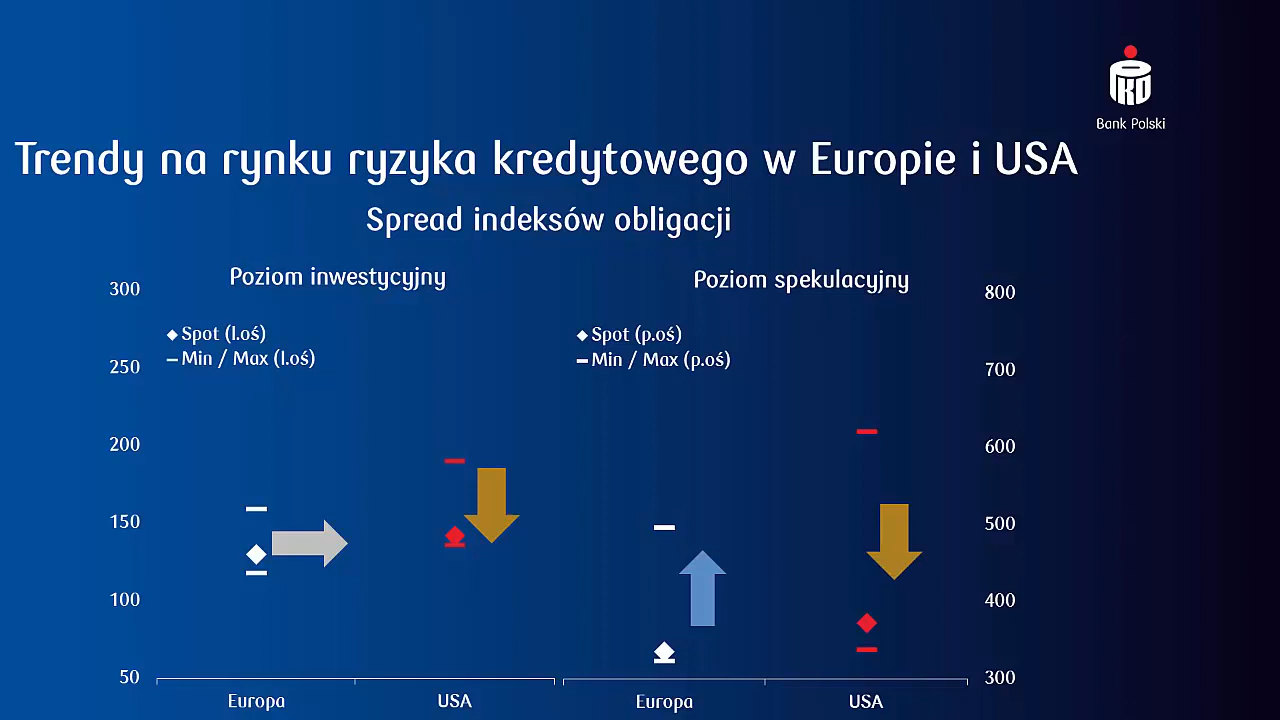 PKO
Bank Polski
Trendy na rynku ryzyka kredytowego w Europie i USA
Spread indeksów obligacji
Poziom inwestycyjny
Poziom spekulacyjny
300
250
200
150
100
50
Spot (l.oś)
Min / Max (l.oś)
Spot (p.oś)
Min / Max (p.oś)
800
700
600
500
400
300
Europa
USA
Europa
USA